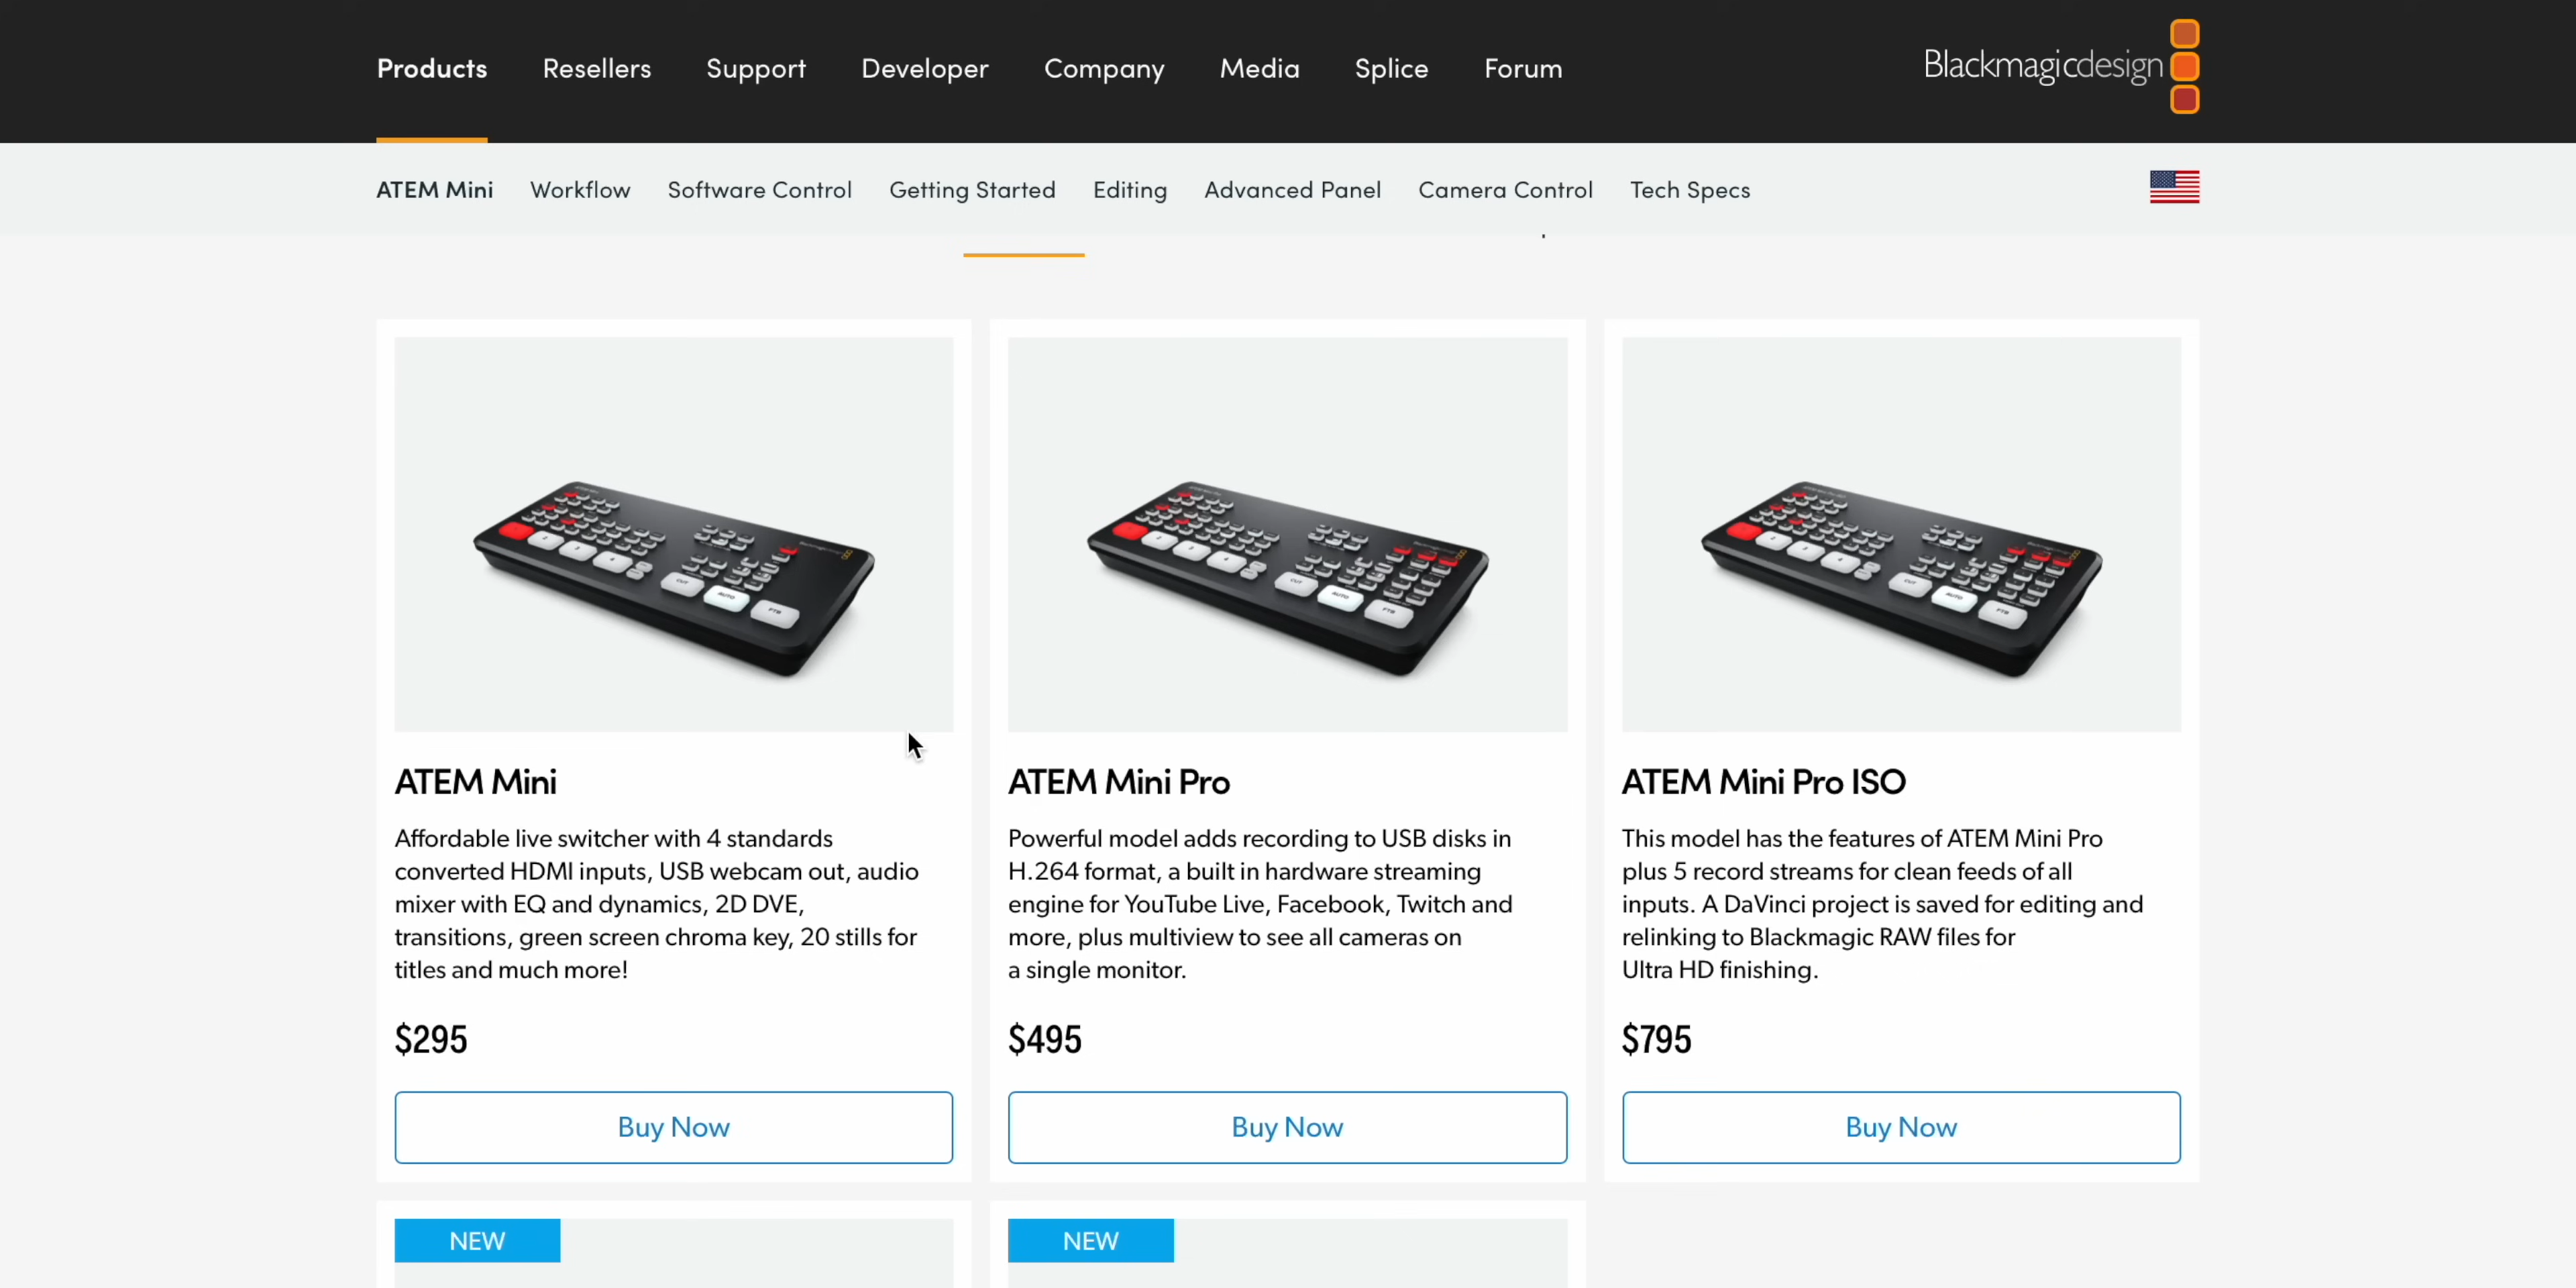 Products Resellers Support Developer Company Media Splice Forum
Blackmagicdesign
ATEM Mini Workflow Software Control Getting Started Editing Advanced Panel Camera Control Tech Specs
ATEM Mini
Affordable live switcher with 4 standards
converted HDMI inputs, USB webcam out, audio
mixer with EQ and dynamics, 2D DVE,
transitions, green screen chroma key, 20 stills for
titles and much more!
$295
Buy Now
ATEM Mini Pro
Powerful model adds recording to USB disks in
H.264 format, a built in hardware streaming
engine for YouTube Live, Facebook, Twitch and
more, plus multiview to see all cameras on
a single monitor.
$495
Buy Now
ATEM Mini Pro ISO
This model has the features of ATEM Mini Pro
plus 5 record streams for clean feeds of all
inputs. A DaVinci project is saved for editing and
relinking to Blackmagic RAW files for
Ultra HD finishing.
$795
Buy Now
NEW
NEW